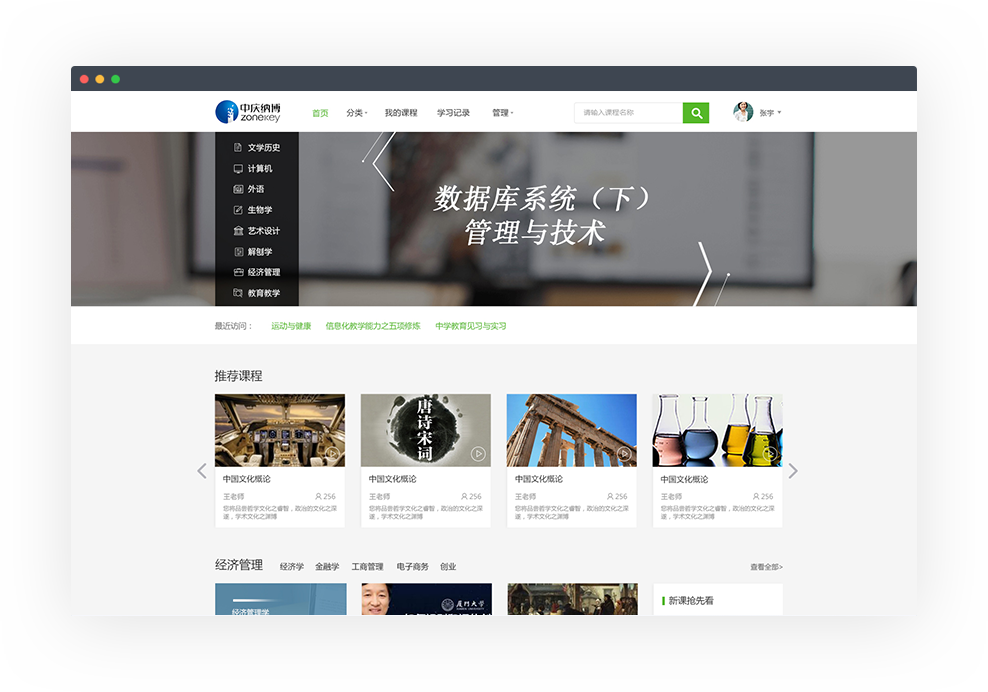 中庆纳博
zonekey
首页 分类 我的课程 学习记录 管理 请输入课程名称 张宇
文学历史
计算机
外语
生物学
艺术设计
解刨学
经济管理
教育教学
数据库系统（下）
管理与技术
最近访问： 运动与健康 信息化教学能力之五项修炼 中学教育见习与实习
推荐课程
唐诗宋词
中国文化概论 中国文化概论 中国文化概论 中国文化概论
王老师 256 王老师 256 王老师 256 王老师 256
您将品尝哲学文化之睿智，政治的文化之深
邃，学术文化之渊博
您将品尝哲学文化之睿智，政治的文化之深
邃，学术文化之渊博
您将品尝哲学文化之睿智，政治的文化之深
邃，学术文化之渊博
您将品尝哲学文化之睿智，政治的文化之深
邃，学术文化之渊博
经济管理 经济学 金融学 工商管理 电子商务 创业 查看全部>
经济管理学
厦门大学
新课抢先看